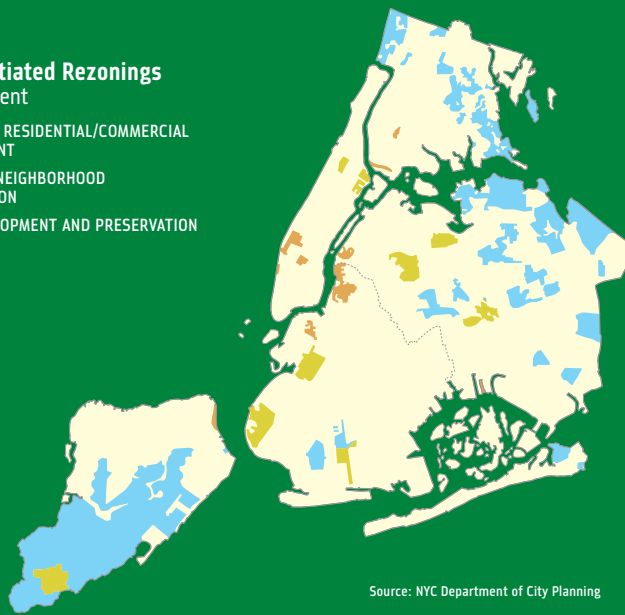 tiated Rezonings
ent
RESIDENTIAL/COMMERCIAL
NT
NEIGHBORHOOD
ON
OPMENT AND PRESERVATION
Source: NYC Department of City Planning